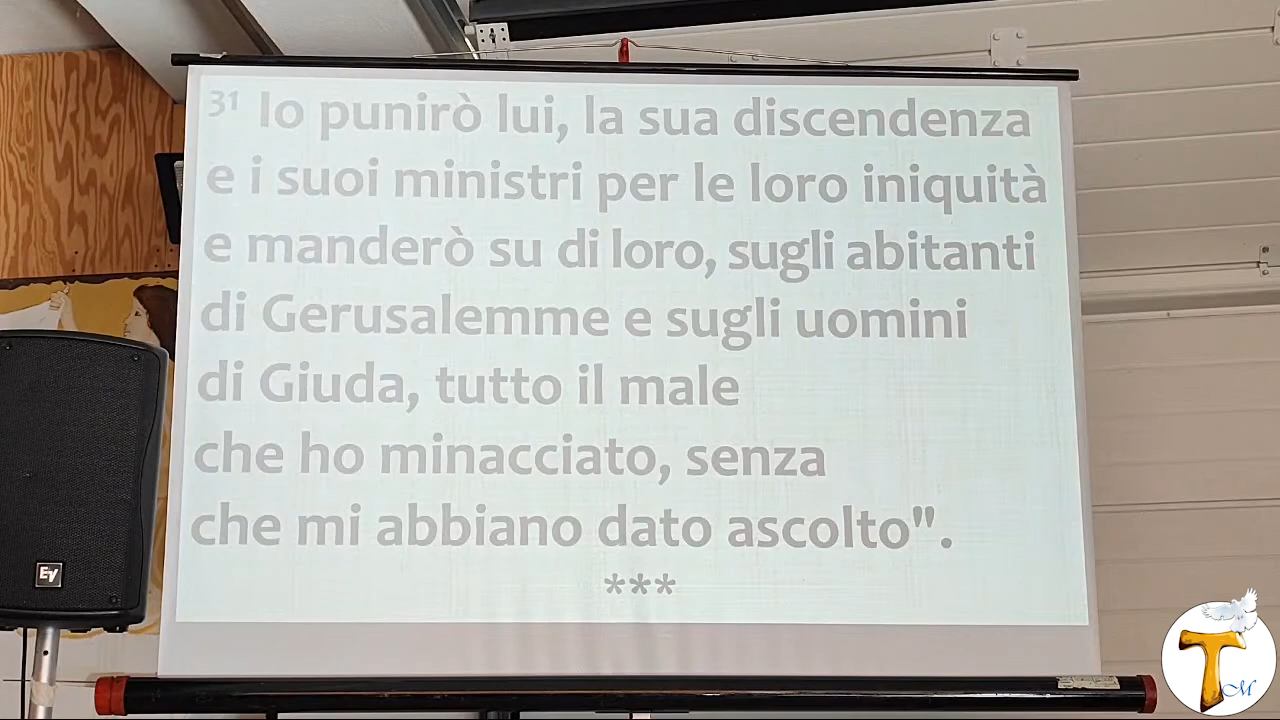 31 Io punirò lui, la sua discendenza
e i suoi ministri per le loro iniquità
e manderò su di loro, sugli abitanti
di Gerusalemme e sugli uomini
di Giuda, tutto il male
che ho minacciato, senza
che mi abbiano dato ascolto".
***
EV
T M